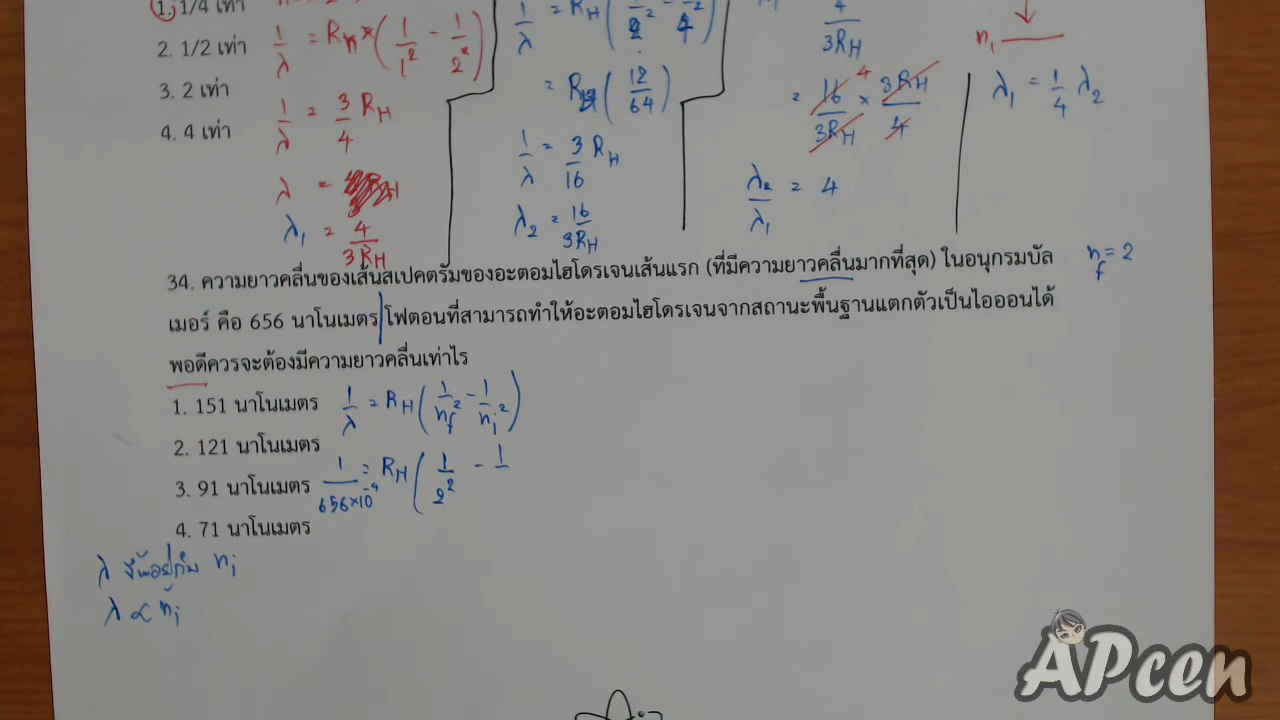 1. 1/4 เท่า
2. 1/2 เท่า
3. 2 เท่า
4. 4 เท่า
1/λ = R (1/1² - 1/2²)
1/λ = 3/4 R_H
λ =
λ₁ = 4/3R_H
1/λ = R_H
= R (12/64)
1/λ = 3/16 R_H
λ₂ = 16/3R_H
4/3R_H
= 16/3R_H × 3R_H/4 4
λ₂/λ₁ = 4
n₁
λ₁ = 1/4 λ₂
34. ความยาวคลื่นของเส้นสเปคตรัมของอะตอมไฮโดรเจนเส้นแรก (ที่มีความยาวคลื่นมากที่สุด) ในอนุกรมบัล
n_f = 2
เมอร์ คือ 656 นาโนเมตร โฟตอนที่สามารถทำให้อะตอมไฮโดรเจนจากสถานะพื้นฐานแตกตัวเป็นไอออนได้
พอดีควรจะต้องมีความยาวคลื่นเท่าไร
1. 151 นาโนเมตร
2. 121 นาโนเมตร
3. 91 นาโนเมตร
4. 71 นาโนเมตร
1/λ = R_H (1/n_f² - 1/n_i²)
1/656×10⁻⁹ = R_H (1/2² - 1
λ ขึ้นอยู่กับ n_i
λ ∝ n_i
APcen